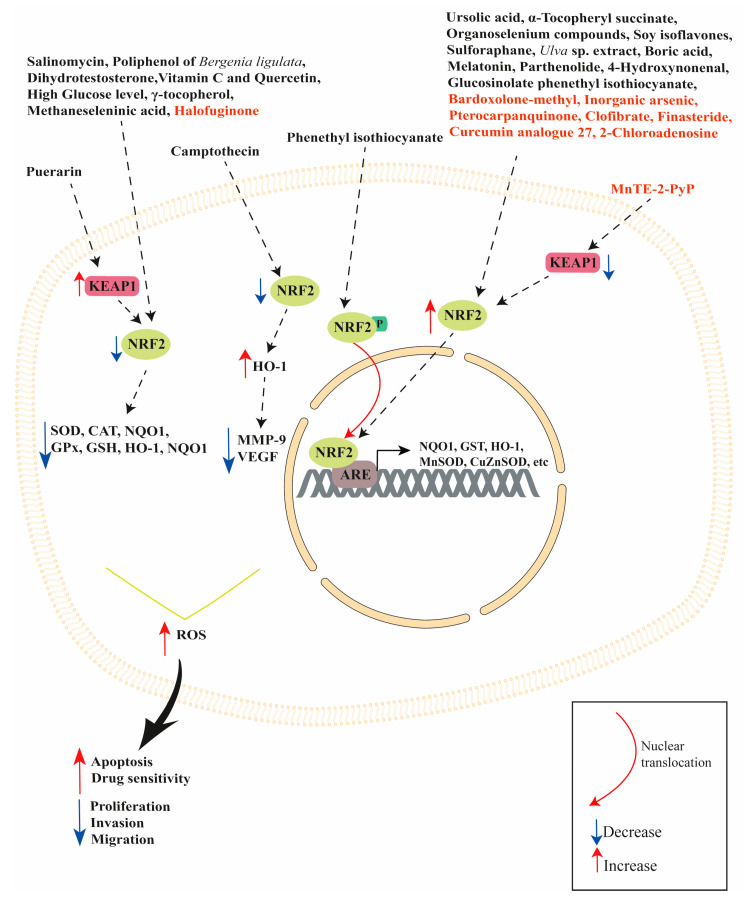 Ursolic acid, α-Tocopheryl succinate,
Organoselenium compounds, Soy isoflavones,
Sulforaphane, Ulva sp. extract, Boric acid,
Melatonin, Parthenolide, 4-Hydroxynonenal,
Glucosinolate phenethyl isothiocyanate,
Bardoxolone-methyl, Inorganic arsenic,
Pterocarpanquinone, Clofibrate, Finasteride,
Curcumin analogue 27, 2-Chloroadenosine
Salinomycin, Poliphenol of Bergenia ligulata,
Dihydrotestosterone,Vitamin C and Quercetin,
High Glucose level, γ-tocopherol,
Methaneseleninic acid, Halofuginone
Phenethyl isothiocyanate
Camptothecin
Puerarin
MnTE-2-PyP
KEAP1
NRF2
SOD, CAT, NQO1,
GPx, GSH, HO-1, NQO1
NRF2
HO-1
MMP-9
VEGF
NRF2
P
NRF2
KEAP1
NRF2
ARE
NQO1, GST, HO-1,
MnSOD, CuZnSOD, etc
ROS
Apoptosis
Drug sensitivity
Proliferation
Invasion
Migration
Nuclear
translocation
Decrease
Increase